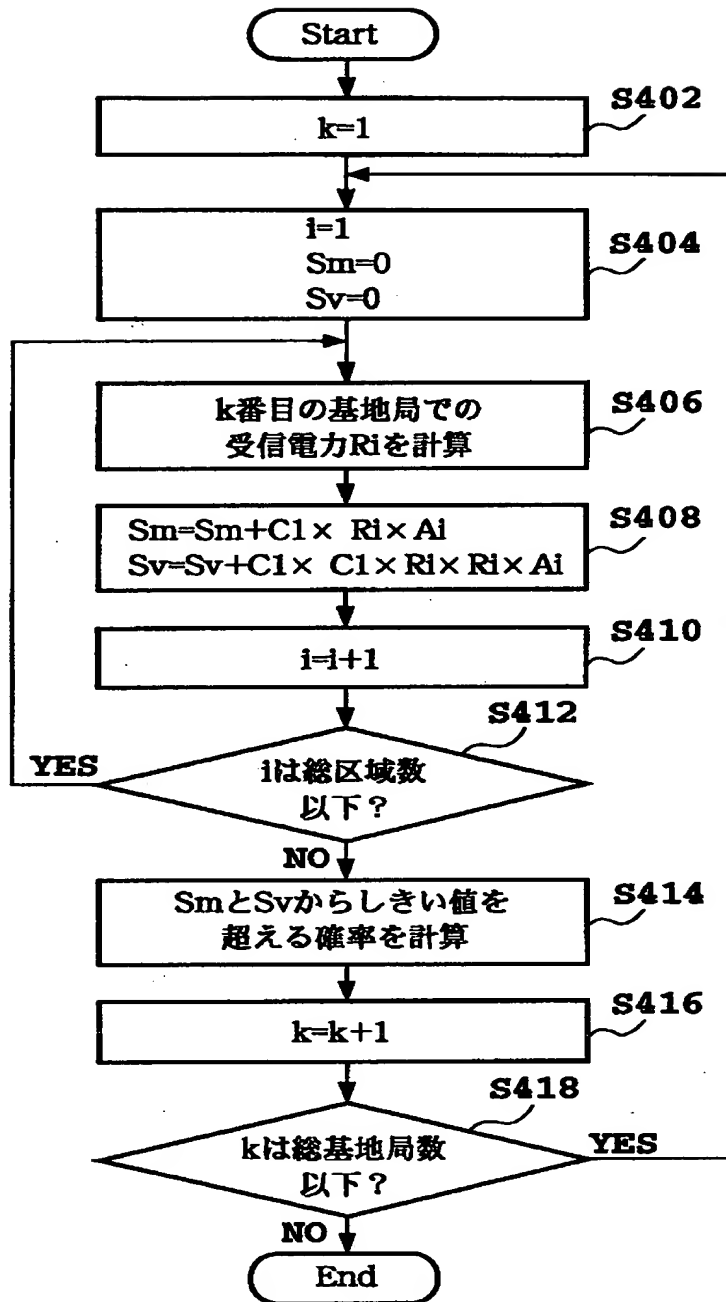 Start
S402
k=1
S404
i=1
Sm=0
Sv=0
S406
k番目の基地局での
受信電力Riを計算
S408
Sm=Sm+C1× Ri×Ai
Sv=Sv+C1× C1×Ri×Ri×Ai
S410
i=i+1
S412
YES
iは総区域数
以下？
NO
S414
SmとSvからしきい値を
超える確率を計算
S416
k=k+1
S418
kは総基地局数
以下？
YES
NO
End